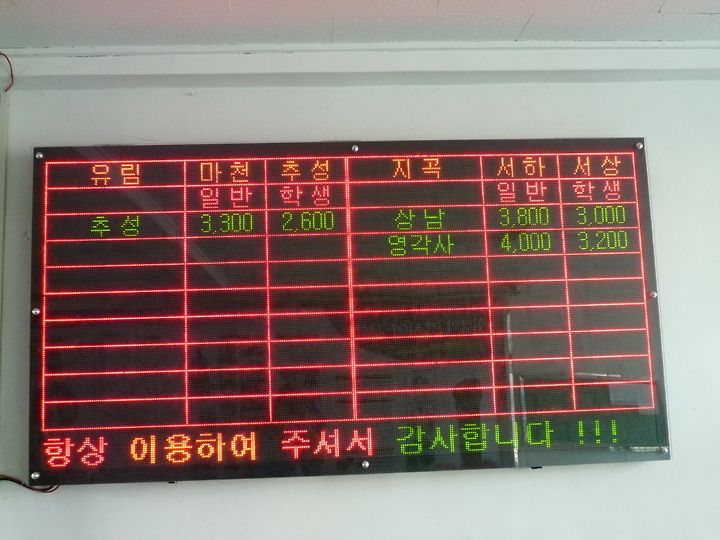 유림 마천 추성 지곡 서하 서상
일반 학생 일반 학생
추성 3,300 2,600 상남 3,800 3,000
영각사 4,000 3,200
항상 이용하여 주셔서 감사합니다 !!!